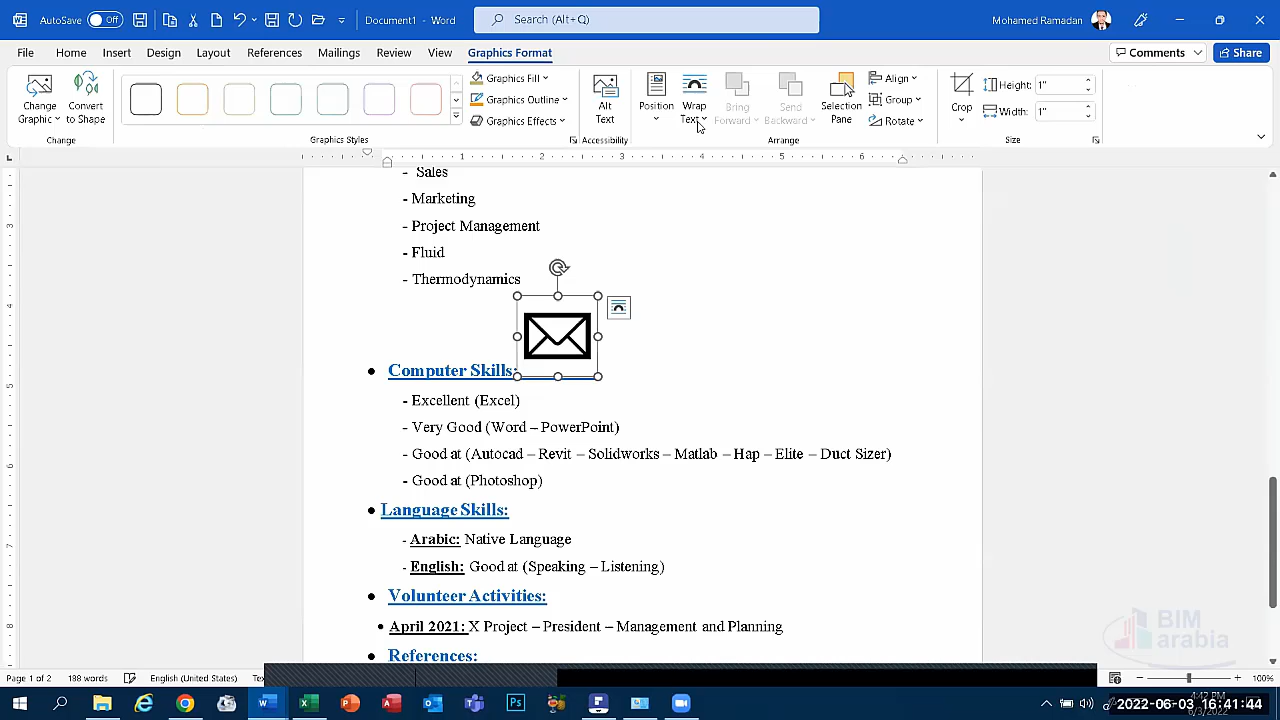 AutoSave Off Document1 - Word Search (Alt+Q) Mohamed Ramadan
File Home Insert Design Layout References Mailings Review View Graphics Format Comments Share
Change Graphic Convert to Shape Graphics Fill Graphics Outline Graphics Effects Alt Text Position Wrap Text Bring Forward Send Backward Selection Pane Align Group Rotate Crop Height: 1" Width: 1"
Change Graphics Styles Accessibility Arrange Size
1 2 3 4 5 6
- Sales
- Marketing
- Project Management
- Fluid
- Thermodynamics
• Computer Skills:
- Excellent (Excel)
- Very Good (Word – PowerPoint)
- Good at (Autocad – Revit – Solidworks – Matlab – Hap – Elite – Duct Sizer)
- Good at (Photoshop)
• Language Skills:
- Arabic: Native Language
- English: Good at (Speaking – Listening)
• Volunteer Activities:
• April 2021: X Project – President – Management and Planning
• References:
BIM arabia
Page 1 of 2 188 words English (United States) 100%
2022-06-03 16:41:44